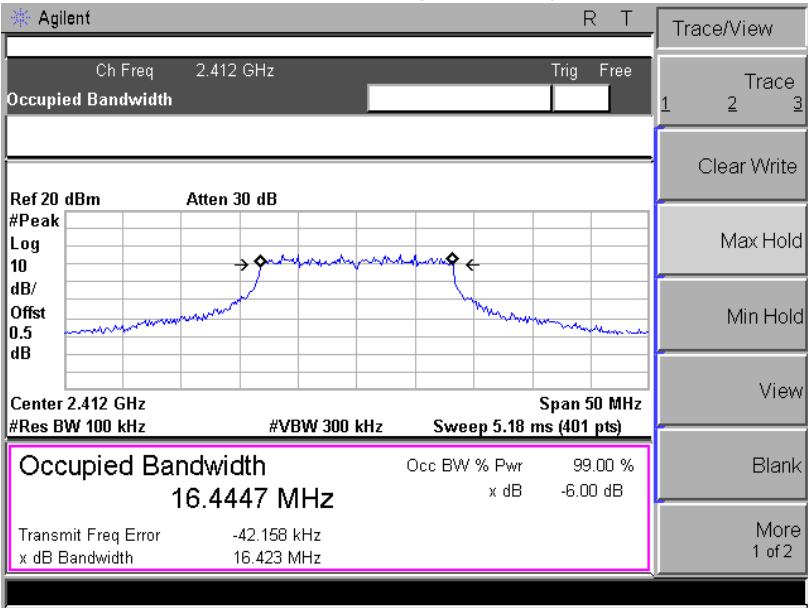 Agilent R T
Trace/View
Ch Freq 2.412 GHz Trig Free
Occupied Bandwidth
Trace
1 2 3
Clear Write
Max Hold
Min Hold
View
Blank
More
1 of 2
Ref 20 dBm Atten 30 dB
#Peak
Log
10
dB/
Offst
0.5
dB
Center 2.412 GHz Span 50 MHz
#Res BW 100 kHz #VBW 300 kHz Sweep 5.18 ms (401 pts)
Occupied Bandwidth
16.4447 MHz
Occ BW % Pwr 99.00 %
x dB -6.00 dB
Transmit Freq Error -42.158 kHz
x dB Bandwidth 16.423 MHz